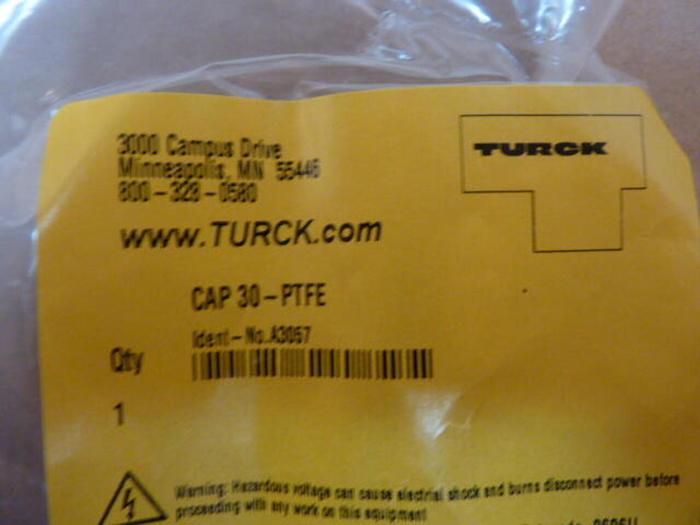 3000 Campus Drive
Minneapolis, MN 55446
800-328-0580
TURCK
www.TURCK.com
CAP 30-PTFE
Ident-No.A3057
Qty
1
Warning: Hazardous voltage can cause electrial shock and burns disconnect power before
proceeding with any work on this equipment